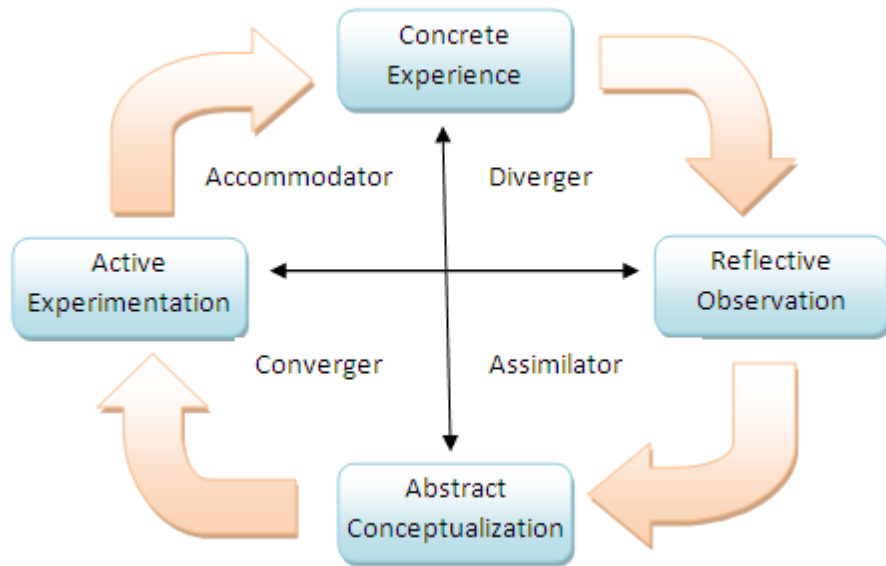 Concrete
Experience
Accommodator
Diverger
Active
Experimentation
Reflective
Observation
Converger
Assimilator
Abstract
Conceptualization